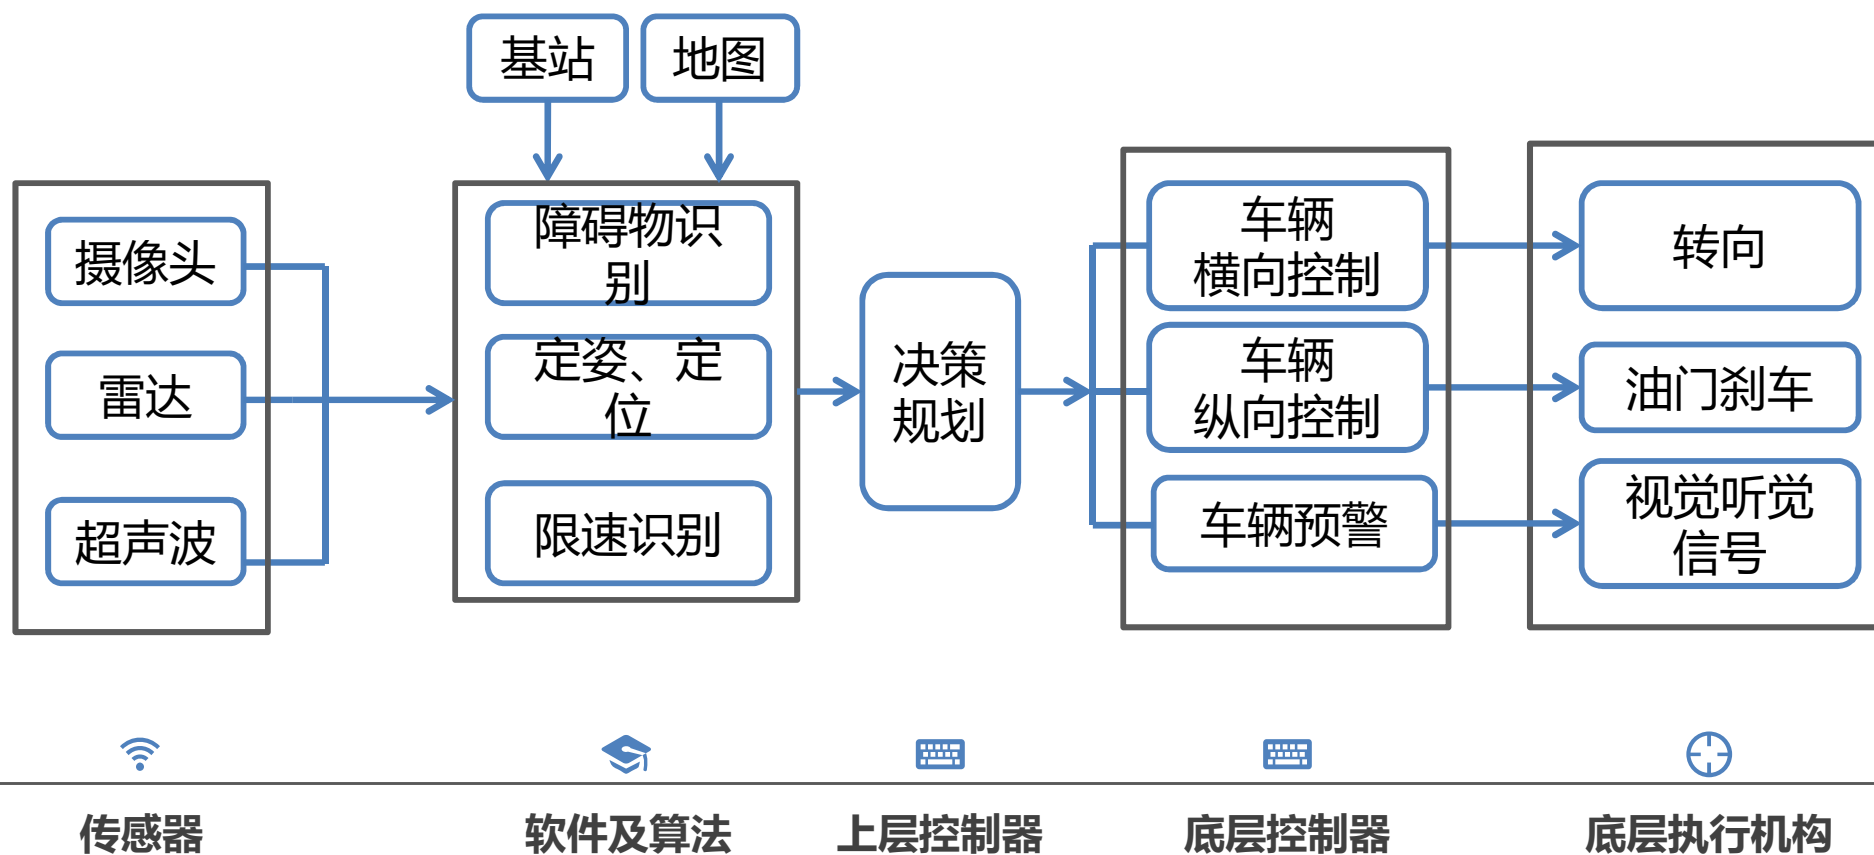 基站
地图
摄像头
雷达
超声波
障碍物识
别
定姿、定
位
限速识别
决策
规划
车辆
横向控制
车辆
纵向控制
车辆预警
转向
油门刹车
视觉听觉
信号
传感器
软件及算法
上层控制器
底层控制器
底层执行机构